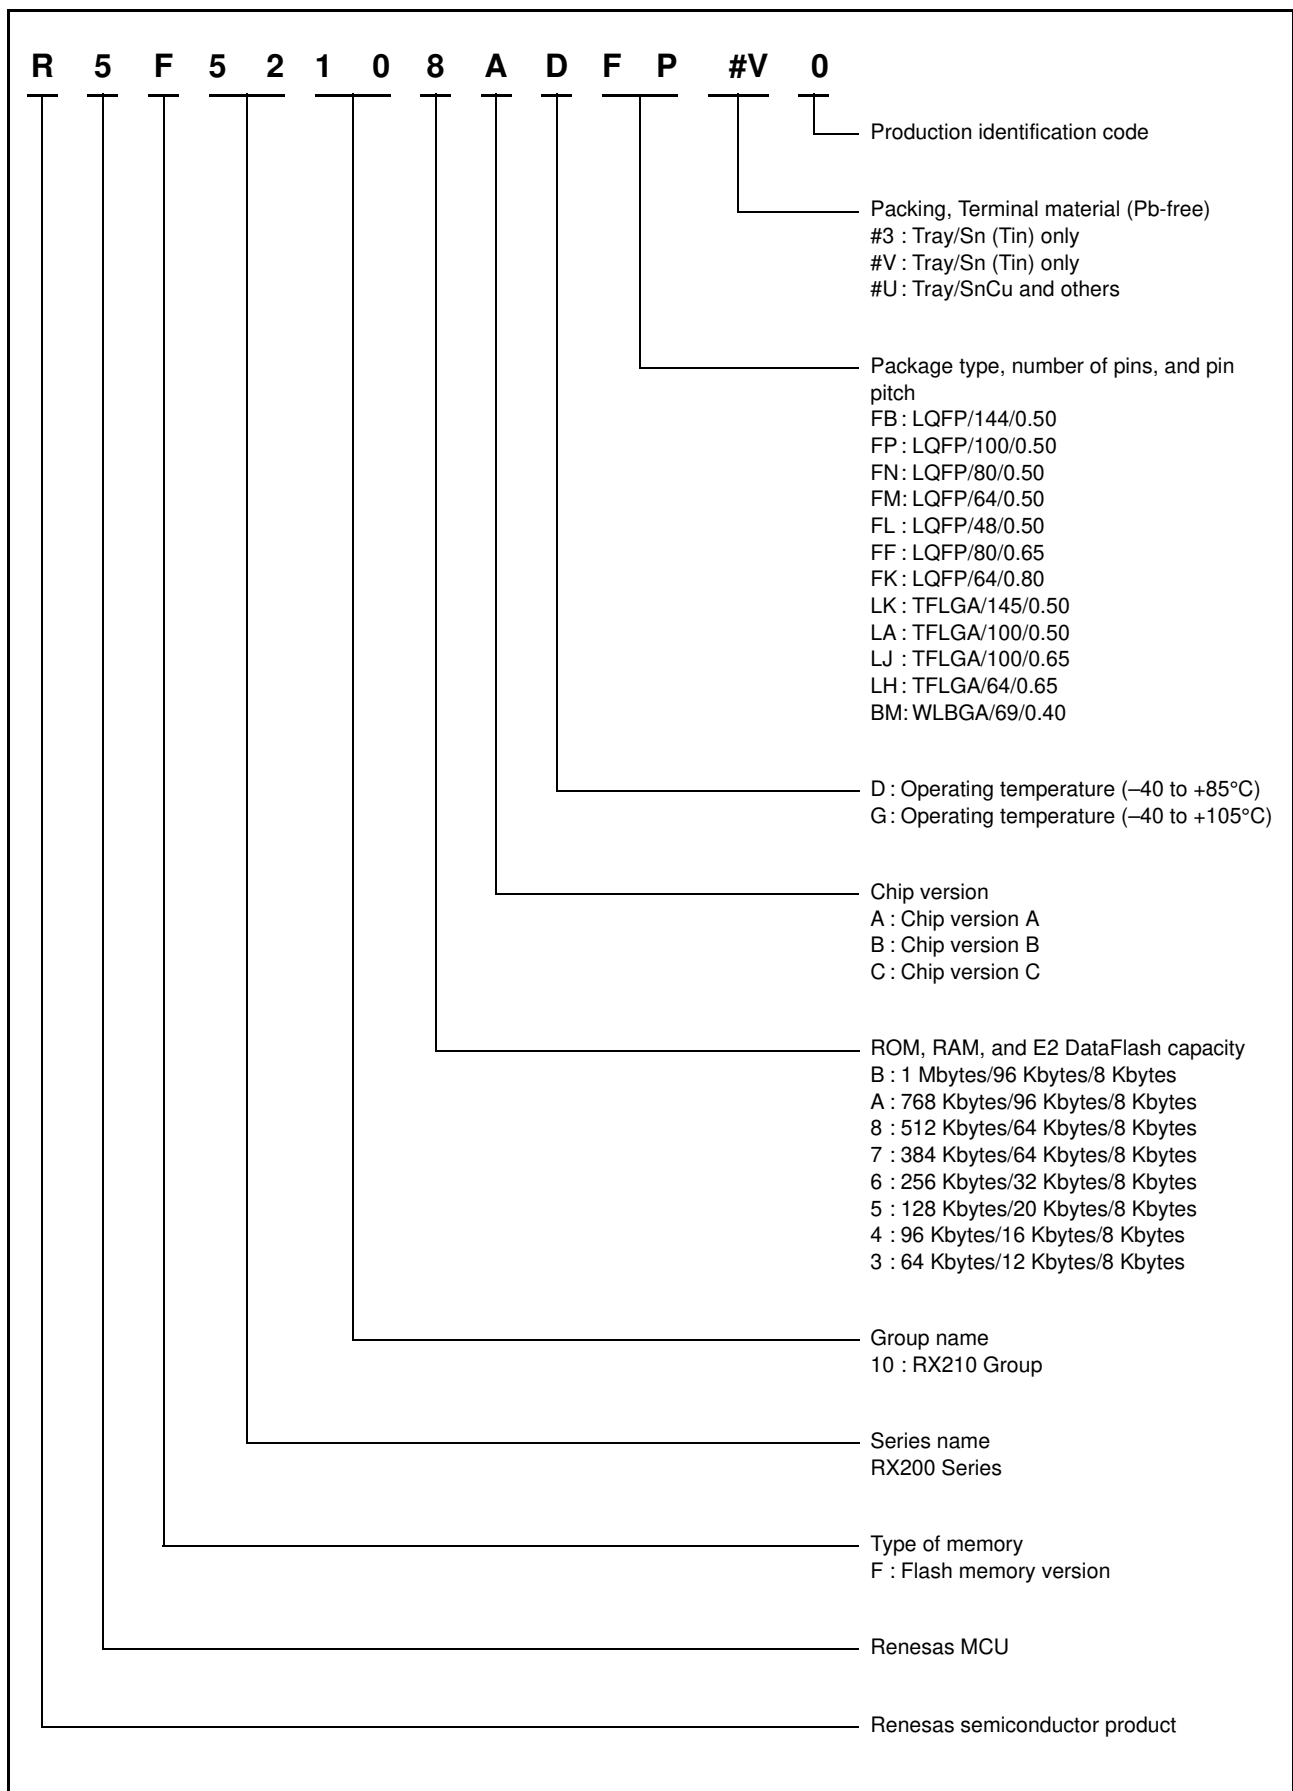 R 5 F 5 2 1 0 8 A D F P #V 0
Production identification code
Packing, Terminal material (Pb-free)
#3 : Tray/Sn (Tin) only
#V : Tray/Sn (Tin) only
#U : Tray/SnCu and others
Package type, number of pins, and pin
pitch
FB : LQFP/144/0.50
FP : LQFP/100/0.50
FN : LQFP/80/0.50
FM: LQFP/64/0.50
FL : LQFP/48/0.50
FF : LQFP/80/0.65
FK : LQFP/64/0.80
LK : TFLGA/145/0.50
LA : TFLGA/100/0.50
LJ : TFLGA/100/0.65
LH : TFLGA/64/0.65
BM: WLBGA/69/0.40
D : Operating temperature (–40 to +85°C)
G : Operating temperature (–40 to +105°C)
Chip version
A : Chip version A
B : Chip version B
C : Chip version C
ROM, RAM, and E2 DataFlash capacity
B : 1 Mbytes/96 Kbytes/8 Kbytes
A : 768 Kbytes/96 Kbytes/8 Kbytes
8 : 512 Kbytes/64 Kbytes/8 Kbytes
7 : 384 Kbytes/64 Kbytes/8 Kbytes
6 : 256 Kbytes/32 Kbytes/8 Kbytes
5 : 128 Kbytes/20 Kbytes/8 Kbytes
4 : 96 Kbytes/16 Kbytes/8 Kbytes
3 : 64 Kbytes/12 Kbytes/8 Kbytes
Group name
10 : RX210 Group
Series name
RX200 Series
Type of memory
F : Flash memory version
Renesas MCU
Renesas semiconductor product